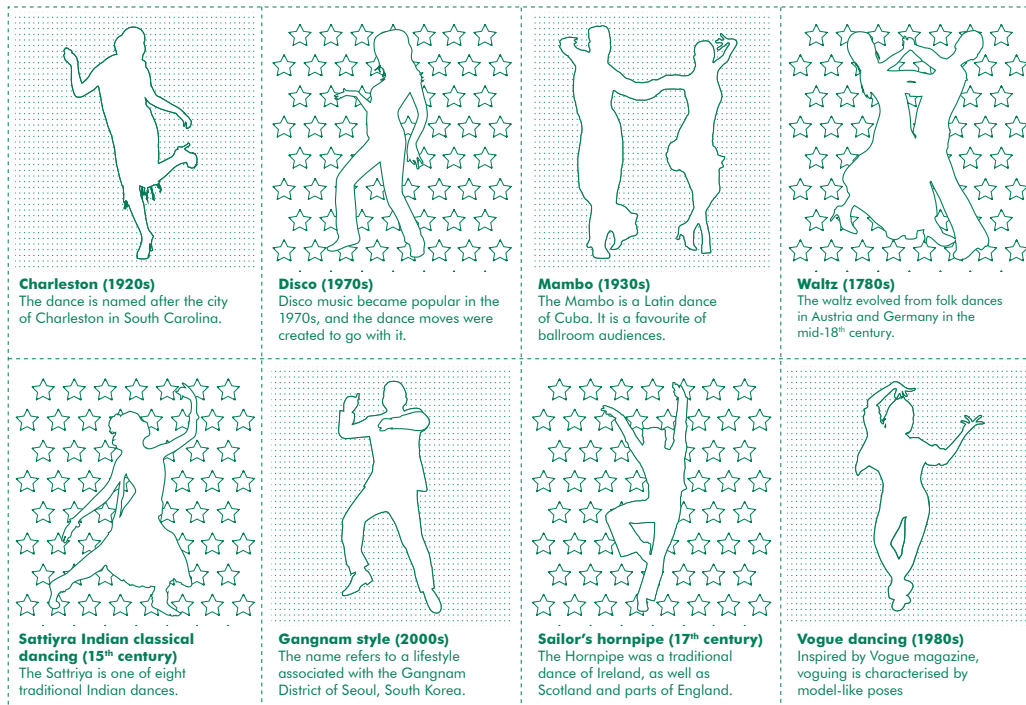 Charleston (1920s)
The dance is named after the city
of Charleston in South Carolina.
Disco (1970s)
Disco music became popular in the
1970s, and the dance moves were
created to go with it.
Mambo (1930s)
The Mambo is a Latin dance
of Cuba. It is a favourite of
ballroom audiences.
Waltz (1780s)
The waltz evolved from folk dances
in Austria and Germany in the
mid-18th century.
Sattiyra Indian classical
dancing (15th century)
The Sattriya is one of eight
traditional Indian dances.
Gangnam style (2000s)
The name refers to a lifestyle
associated with the Gangnam
District of Seoul, South Korea.
Sailor’s hornpipe (17th century)
The Hornpipe was a traditional
dance of Ireland, as well as
Scotland and parts of England.
Vogue dancing (1980s)
Inspired by Vogue magazine,
voguing is characterised by
model-like poses